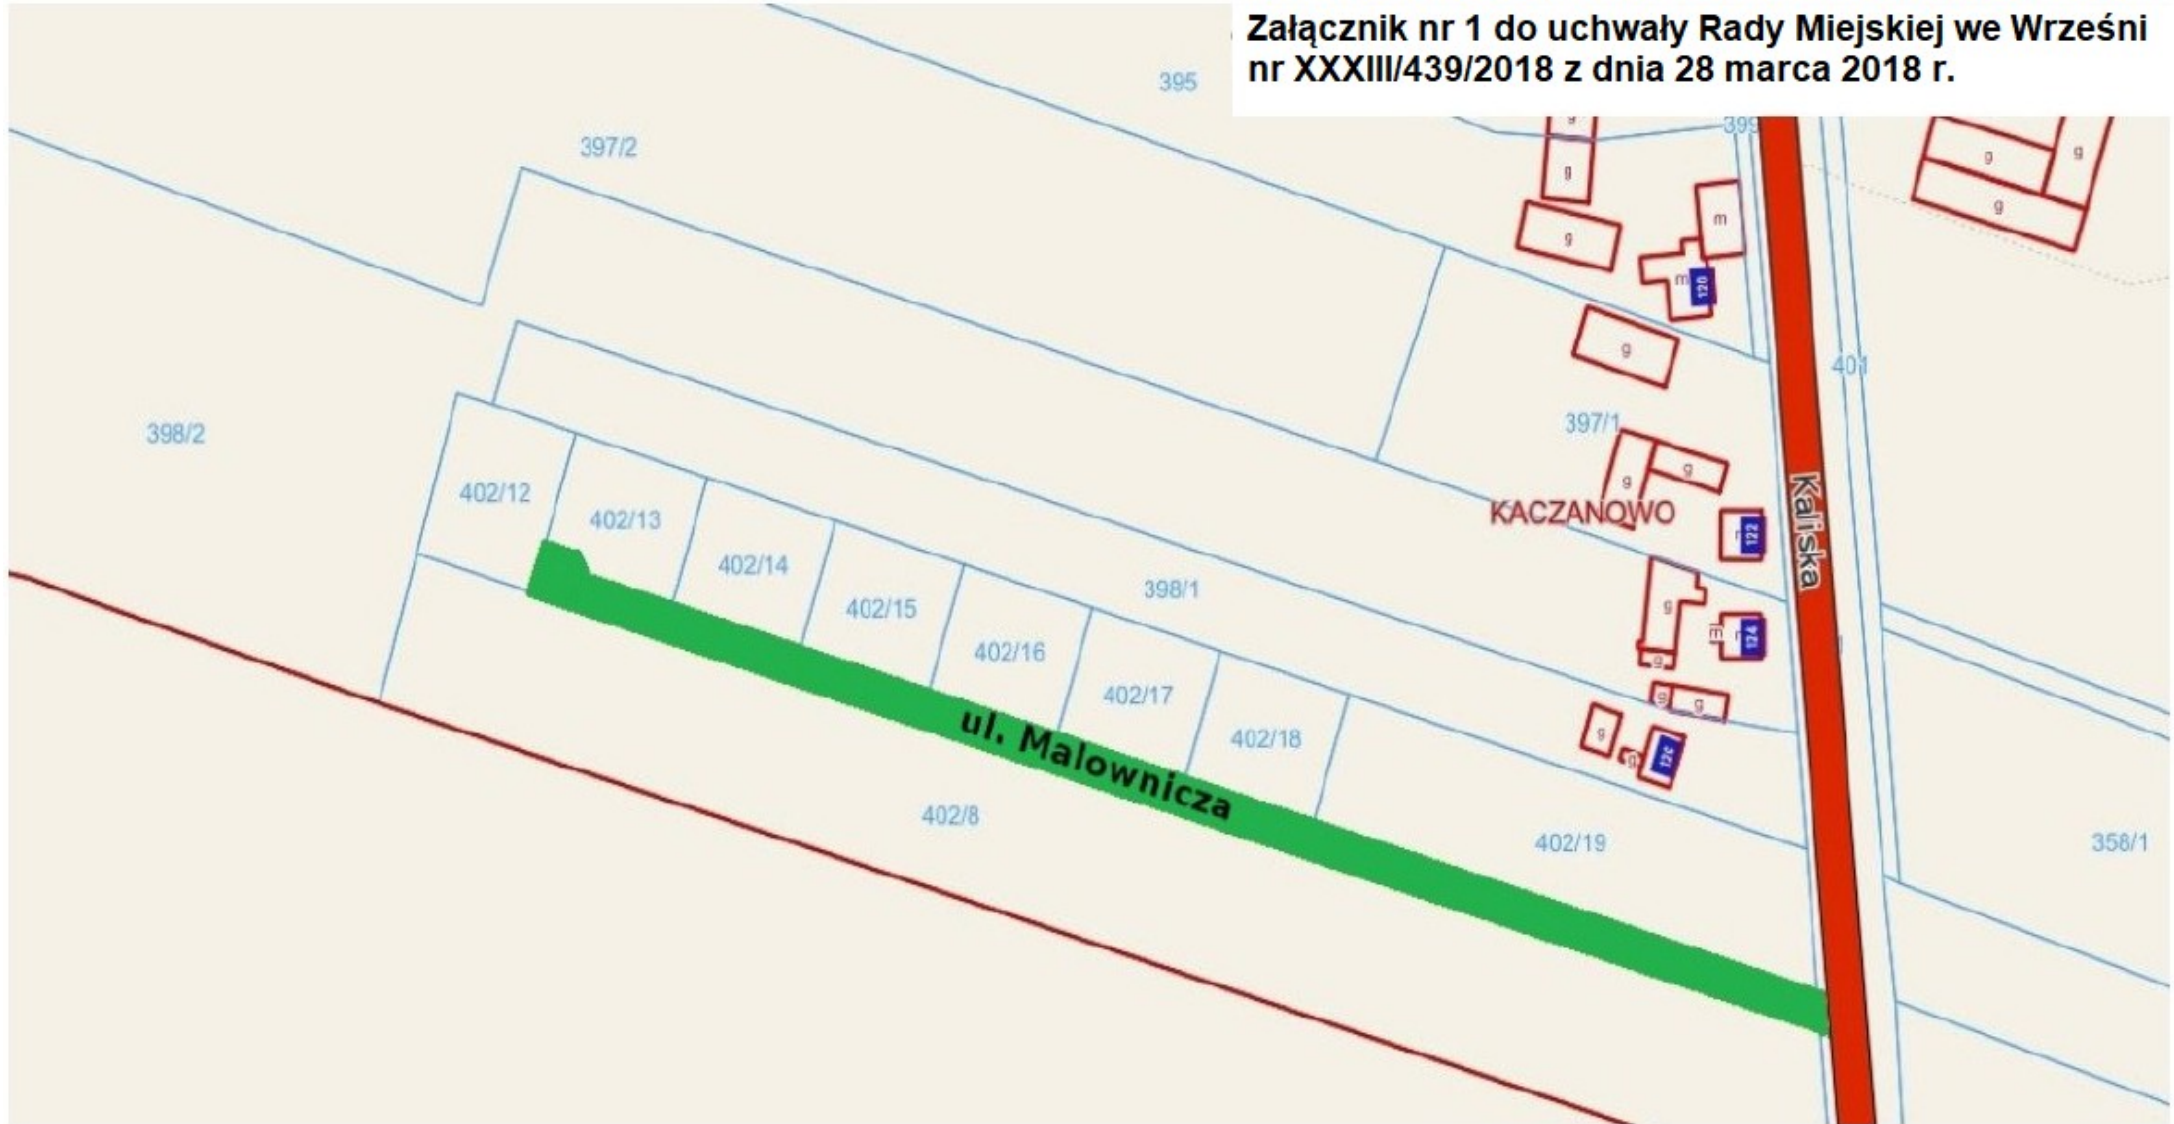 Załącznik nr 1 do uchwały Rady Miejskiej we Wrześni
nr XXXIII/439/2018 z dnia 28 marca 2018 r.
395
399
g
g
g
g
397/2
g
m
g
g
m
120
g
401
397/1
398/2
g
g
402/12
KACZANOWO
Kaliska
402/13
122
402/14
398/1
402/15
g
124
402/16
g
402/17
g
g
ul. Malownicza
402/18
g
g
402/8
402/19
358/1